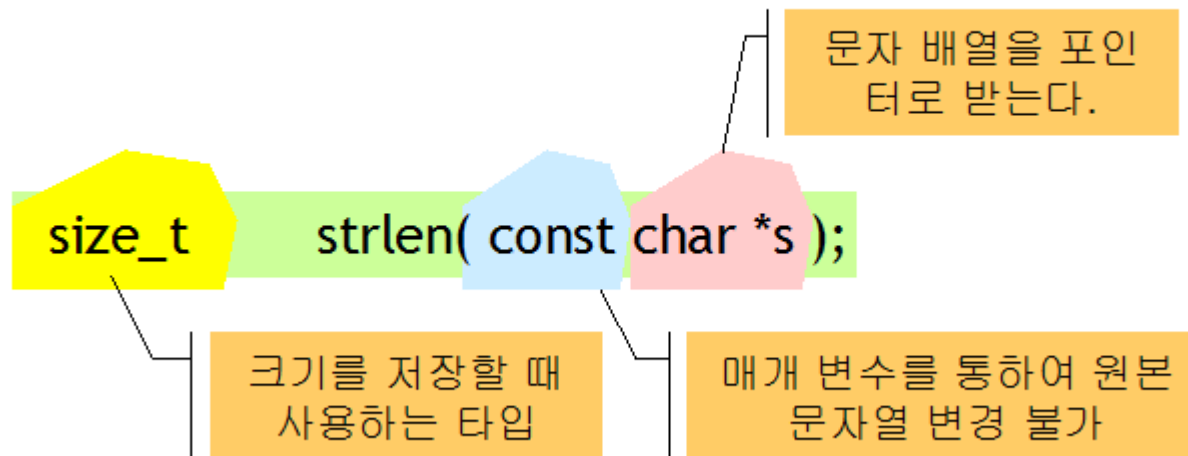 문자 배열을 포인
터로 받는다.
size_t strlen( const char *s );
크기를 저장할 때
사용하는 타입
매개 변수를 통하여 원본
문자열 변경 불가